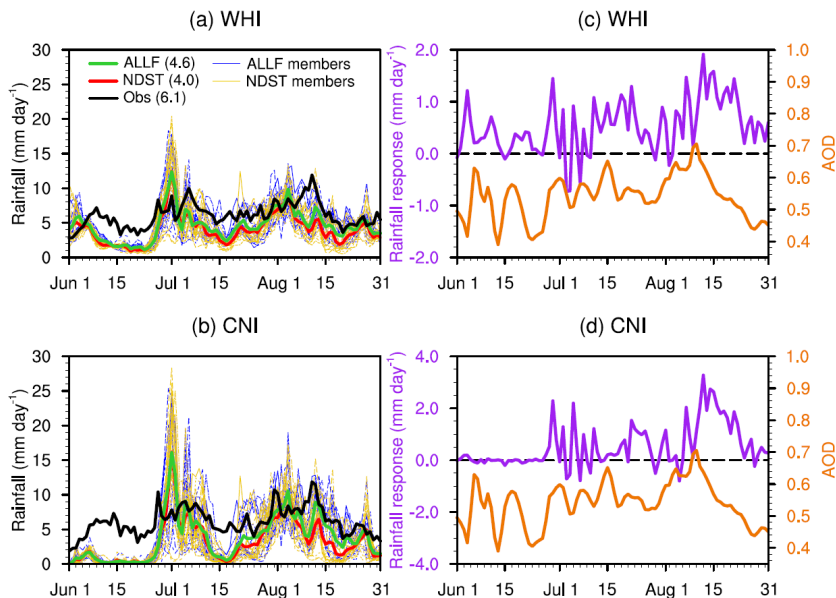 (a) WHI
30
25
20
15
10
5
0
Rainfall (mm day-1)
ALLF (4.6)
NDST (4.0)
Obs (6.1)
ALLF members
NDST members
Jun 1 15 Jul 1 15 Aug 1 15 31
(c) WHI
2.0
1.0
0.0
-1.0
-2.0
Rainfall response (mm day-1)
1.0
0.9
0.8
0.7
0.6
0.5
0.4
AOD
Jun 1 15 Jul 1 15 Aug 1 15 31
(b) CNI
30
25
20
15
10
5
0
Rainfall (mm day-1)
Jun 1 15 Jul 1 15 Aug 1 15 31
(d) CNI
4.0
2.0
0.0
-2.0
-4.0
Rainfall response (mm day-1)
1.0
0.9
0.8
0.7
0.6
0.5
0.4
AOD
Jun 1 15 Jul 1 15 Aug 1 15 31